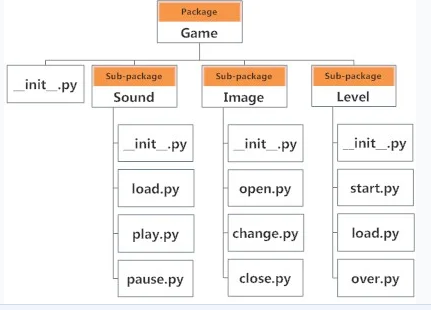 Package
Game
__init__.py
Sub-package
Sound
Sub-package
Image
Sub-package
Level
__init__.py
__init__.py
__init__.py
load.py
open.py
start.py
play.py
change.py
load.py
pause.py
close.py
over.py